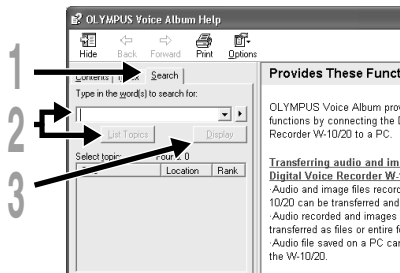 OLYMPUS Voice Album Help
Hide Back Forward Print Options
1
Contents Search
Type in the word(s) to search for:
2
List Topics Display
Select Found: 0
3
Location Rank
Provides These Funct
OLYMPUS Voice Album prov
functions by connecting the D
Recorder W-10/20 to a PC.
Transferring audio and im
Digital Voice Recorder W-
·Audio and image files record
10/20 can be transferred and
·Audio recorded and images
transferred as files or entire f
·Audio file saved on a PC can
the W-10/20.